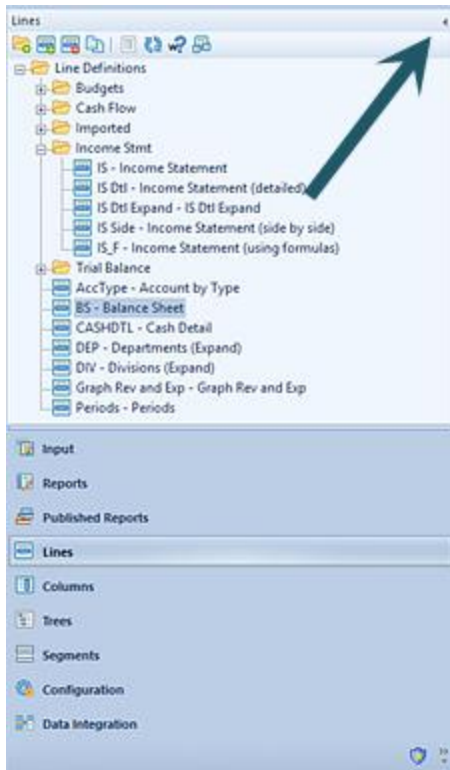 Lines
Line Definitions
Budgets
Cash Flow
Imported
Income Stmt
IS - Income Statement
IS Dtl - Income Statement (detailed)
IS Dtl Expand - IS Dtl Expand
IS Side - Income Statement (side by side)
IS_F - Income Statement (using formulas)
Trial Balance
AccType - Account by Type
BS - Balance Sheet
CASHDTL - Cash Detail
DEP - Departments (Expand)
DIV - Divisions (Expand)
Graph Rev and Exp - Graph Rev and Exp
Periods - Periods
Input
Reports
Published Reports
Lines
Columns
Trees
Segments
Configuration
Data Integration